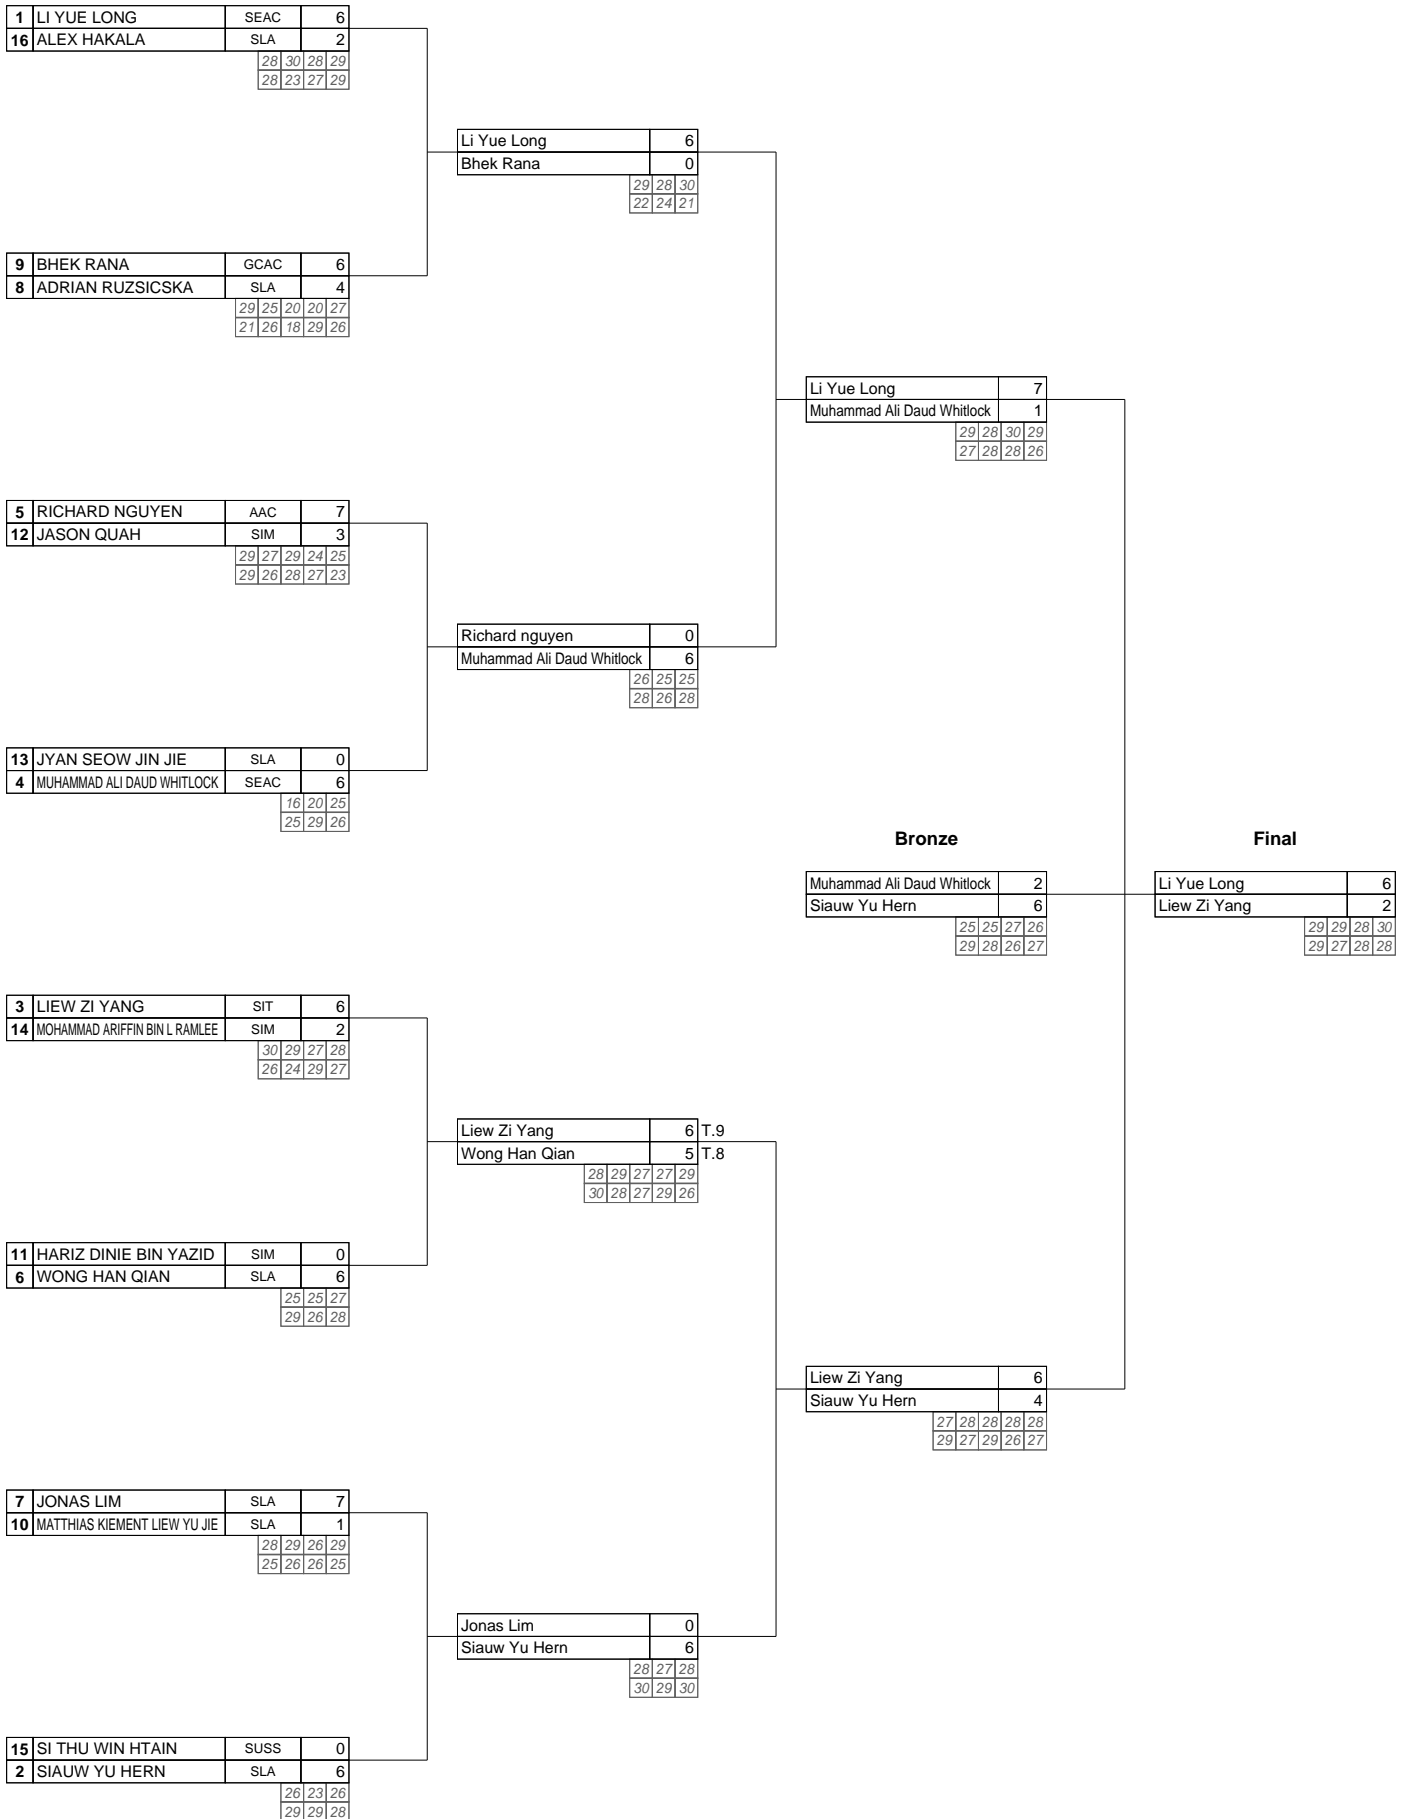 1 LI YUE LONG SEAC 6
16 ALEX HAKALA SLA 2
28 30 28 29
28 23 27 29
Li Yue Long 6
Bhek Rana 0
29 28 30
22 24 21
9 BHEK RANA GCAC 6
8 ADRIAN RUZSICSKA SLA 4
29 25 20 20 27
21 26 18 29 26
Li Yue Long 7
Muhammad Ali Daud Whitlock 1
29 28 30 29
27 28 28 26
5 RICHARD NGUYEN AAC 7
12 JASON QUAH SIM 3
29 27 29 24 25
29 26 28 27 23
Richard nguyen 0
Muhammad Ali Daud Whitlock 6
26 25 25
28 26 28
13 JYAN SEOW JIN JIE SLA 0
4 MUHAMMAD ALI DAUD WHITLOCK SEAC 6
16 20 25
25 29 26
Bronze Final
Muhammad Ali Daud Whitlock 2
Siauw Yu Hern 6
25 25 27 26
29 28 26 27
Li Yue Long 6
Liew Zi Yang 2
29 29 28 30
29 27 28 28
3 LIEW ZI YANG SIT 6
14 MOHAMMAD ARIFFIN BIN L RAMLEE SIM 2
30 29 27 28
26 24 29 27
Liew Zi Yang 6 T.9
Wong Han Qian 5 T.8
28 29 27 27 29
30 28 27 29 26
11 HARIZ DINIE BIN YAZID SIM 0
6 WONG HAN QIAN SLA 6
25 25 27
29 26 28
Liew Zi Yang 6
Siauw Yu Hern 4
27 28 28 28 28
29 27 29 26 27
7 JONAS LIM SLA 7
10 MATTHIAS KIEMENT LIEW YU JIE SLA 1
28 29 26 29
25 26 26 25
Jonas Lim 0
Siauw Yu Hern 6
28 27 28
30 29 30
15 SI THU WIN HTAIN SUSS 0
2 SIAUW YU HERN SLA 6
26 23 26
29 29 28